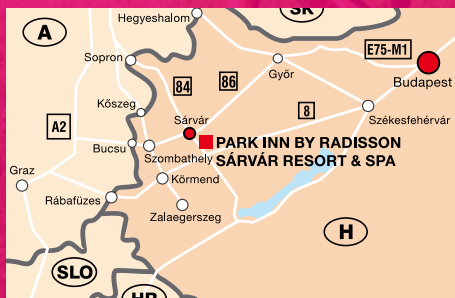 SK
Hegyeshalom
A
E75-M1
Sopron
86
Győr
84
Budapest
Kőszeg
8
Sárvár
Székesfehérvár
A2
PARK INN BY RADISSON
Bucsu
Szombathely
SÁRVÁR RESORT & SPA
Graz
Körmend
Rábafüzes
Zalaegerszeg
H
SLO
HR